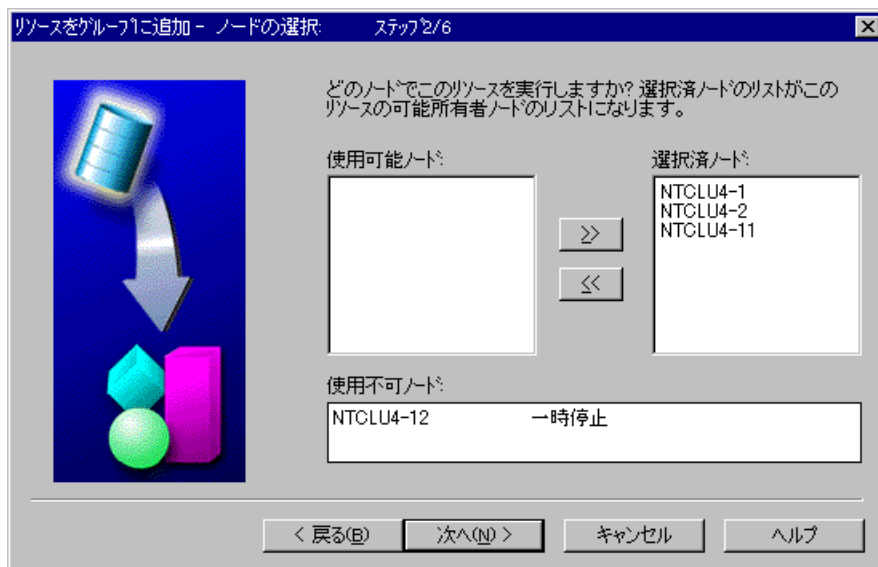 リソースをグループに追加 - ノードの選択: ステップ2/6
どのノードでこのリソースを実行しますか? 選択済ノードのリストがこの
リソースの可能所有者ノードのリストになります。
使用可能ノード:
選択済ノード:
NTCLU4-1
NTCLU4-2
NTCLU4-11
>>
<<
使用不可ノード:
NTCLU4-12 一時停止
< 戻る(B)
次へ(N) >
キャンセル
ヘルプ